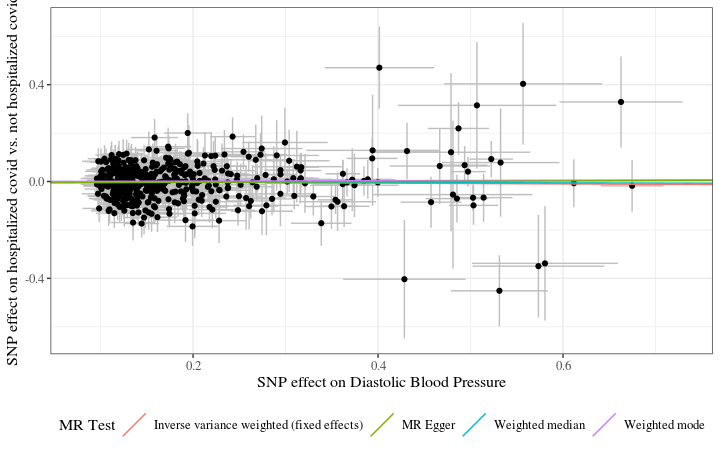 SNP effect on hospitalized covid vs. not hospitalized covid
0.4
0.0
-0.4
0.2
0.4
0.6
SNP effect on Diastolic Blood Pressure
MR Test
Inverse variance weighted (fixed effects)
MR Egger
Weighted median
Weighted mode